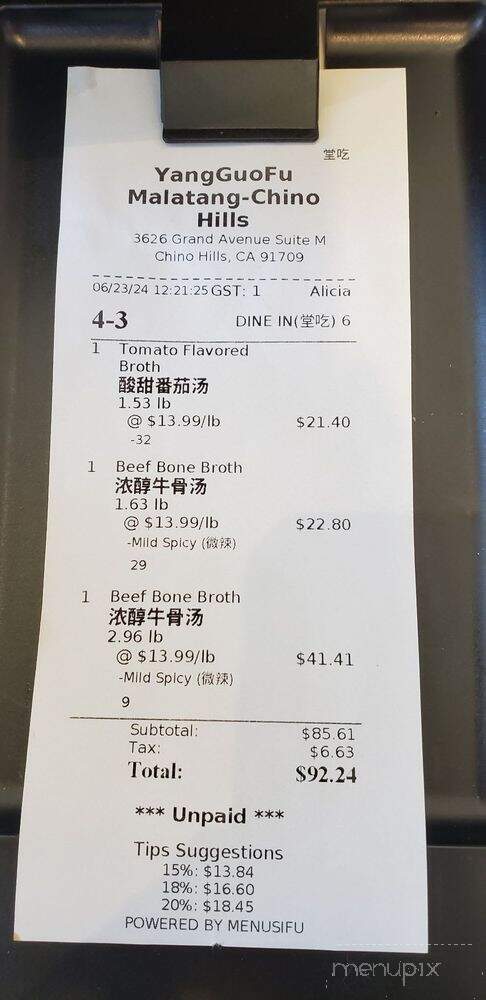 堂吃
YangGuoFu
Malatang-Chino
Hills
3626 Grand Avenue Suite M
Chino Hills, CA 91709
06/23/24 12:21:25 GST: 1 Alicia
4-3 DINE IN(堂吃) 6
1 Tomato Flavored
Broth
酸甜番茄汤
1.53 lb
@ $13.99/lb $21.40
-32
1 Beef Bone Broth
浓醇牛骨汤
1.63 lb
@ $13.99/lb $22.80
-Mild Spicy (微辣)
29
1 Beef Bone Broth
浓醇牛骨汤
2.96 lb
@ $13.99/lb $41.41
-Mild Spicy (微辣)
9
Subtotal: $85.61
Tax: $6.63
Total: $92.24
*** Unpaid ***
Tips Suggestions
15%: $13.84
18%: $16.60
20%: $18.45
POWERED BY MENUSIFU
menupix